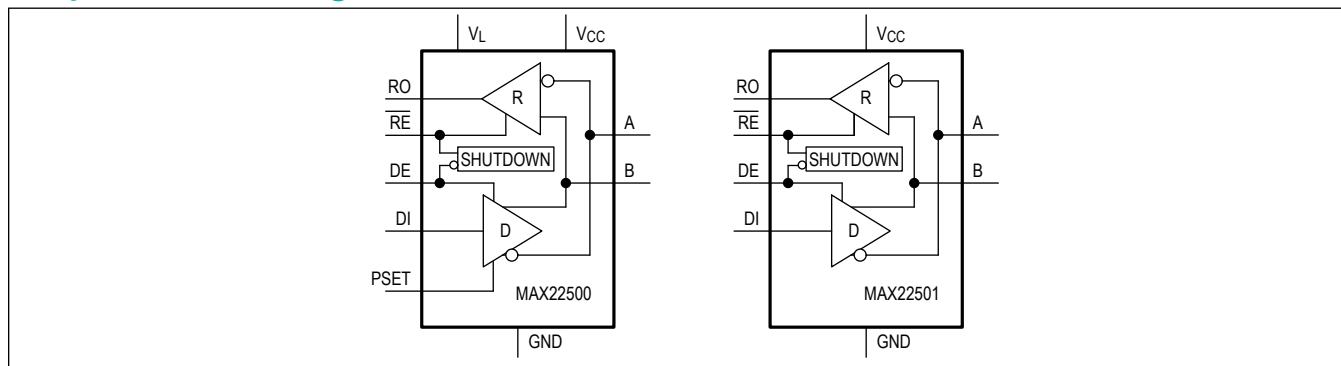 VL VCC
RO
R
RE
A
SHUTDOWN
DE
B
DI
D
PSET
MAX22500
GND
VCC
RO
R
RE
A
SHUTDOWN
DE
B
DI
D
MAX22501
GND